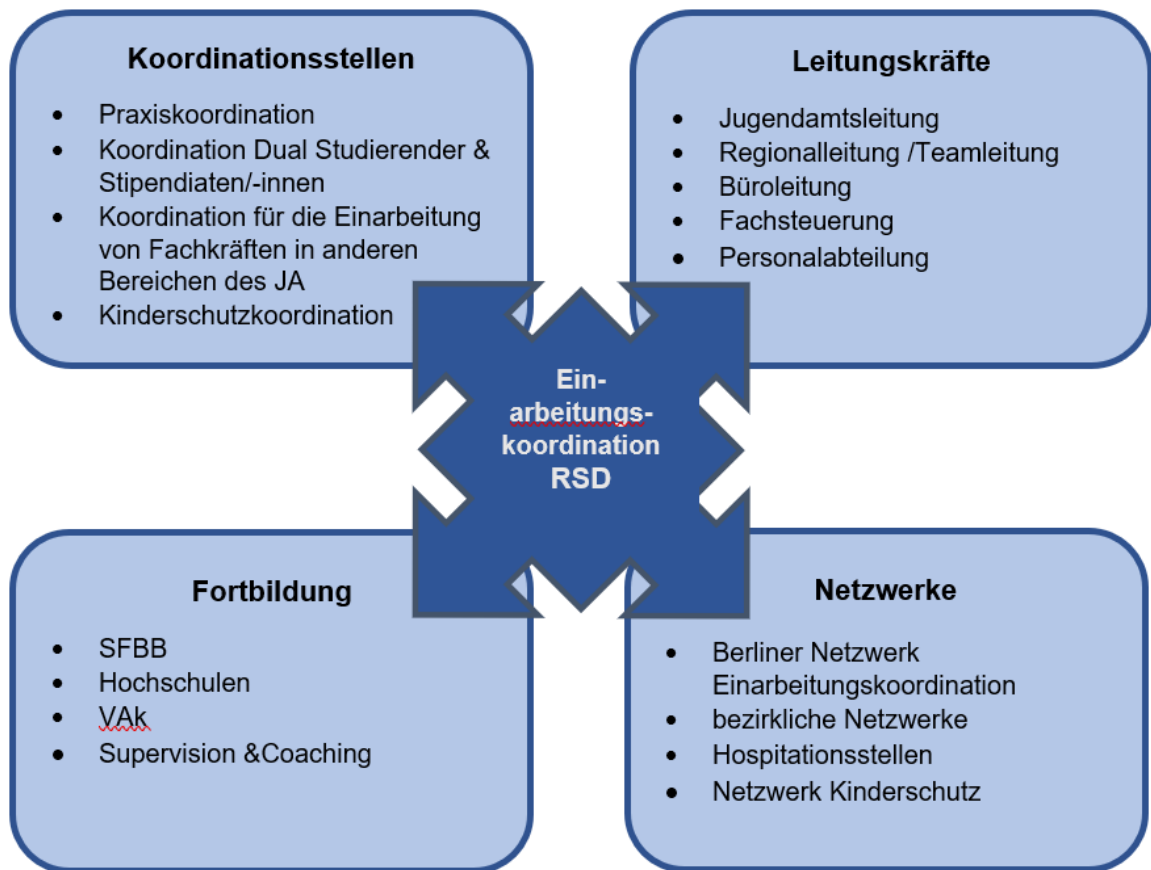 Koordinationsstellen
• Praxiskoordination
• Koordination Dual Studierender &
Stipendiaten/-innen
• Koordination für die Einarbeitung
von Fachkräften in anderen
Bereichen des JA
• Kinderschutzkoordination
Leitungskräfte
• Jugendamtsleitung
• Regionalleitung /Teamleitung
• Büroleitung
• Fachsteuerung
• Personalabteilung
Ein-
arbeitungs-
koordination
RSD
Fortbildung
• SFBB
• Hochschulen
• VAk
• Supervision &Coaching
Netzwerke
• Berliner Netzwerk
Einarbeitungskoordination
• bezirkliche Netzwerke
• Hospitationsstellen
• Netzwerk Kinderschutz